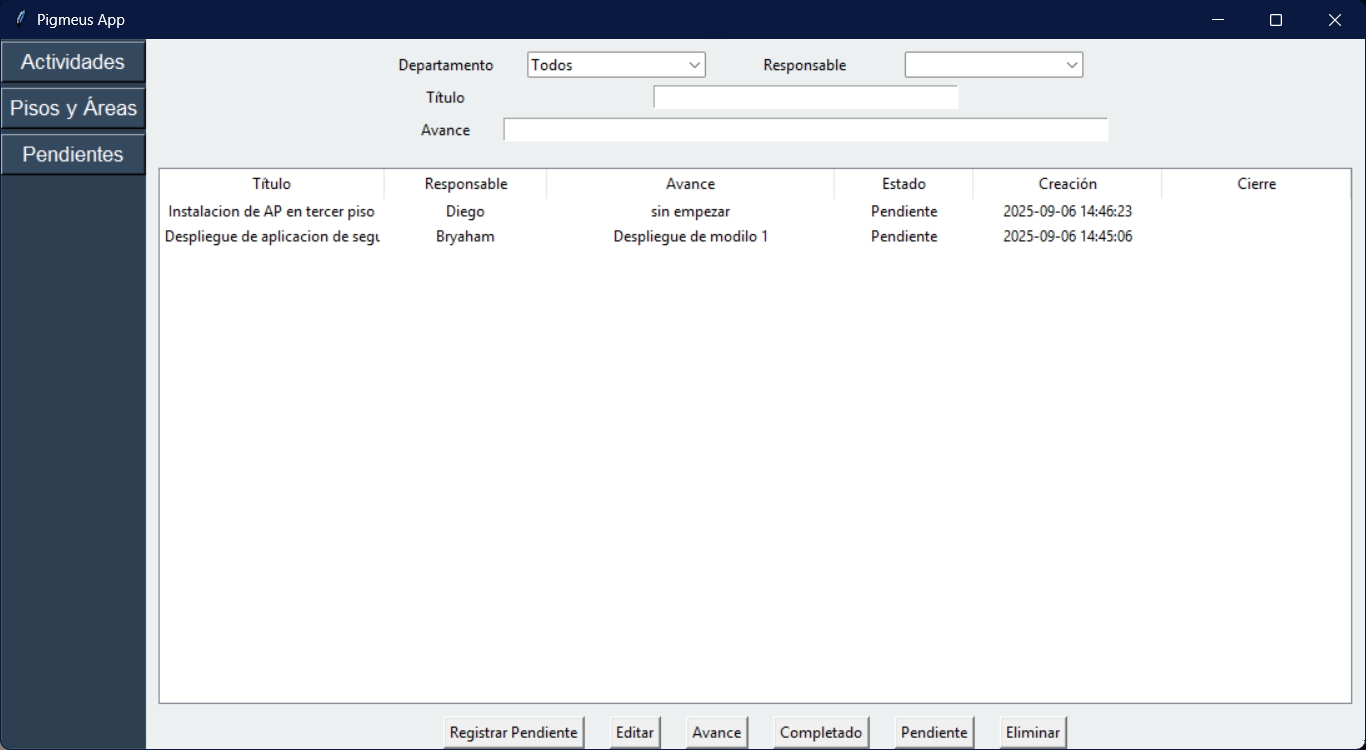 Pigmeus App
Actividades
Pisos y Áreas
Pendientes
Departamento Todos Responsable
Título
Avance
Título Responsable Avance Estado Creación Cierre
Instalacion de AP en tercer piso Diego sin empezar Pendiente 2025-09-06 14:46:23
Despliegue de aplicacion de segu Bryaham Despliegue de modilo 1 Pendiente 2025-09-06 14:45:06
Registrar Pendiente Editar Avance Completado Pendiente Eliminar